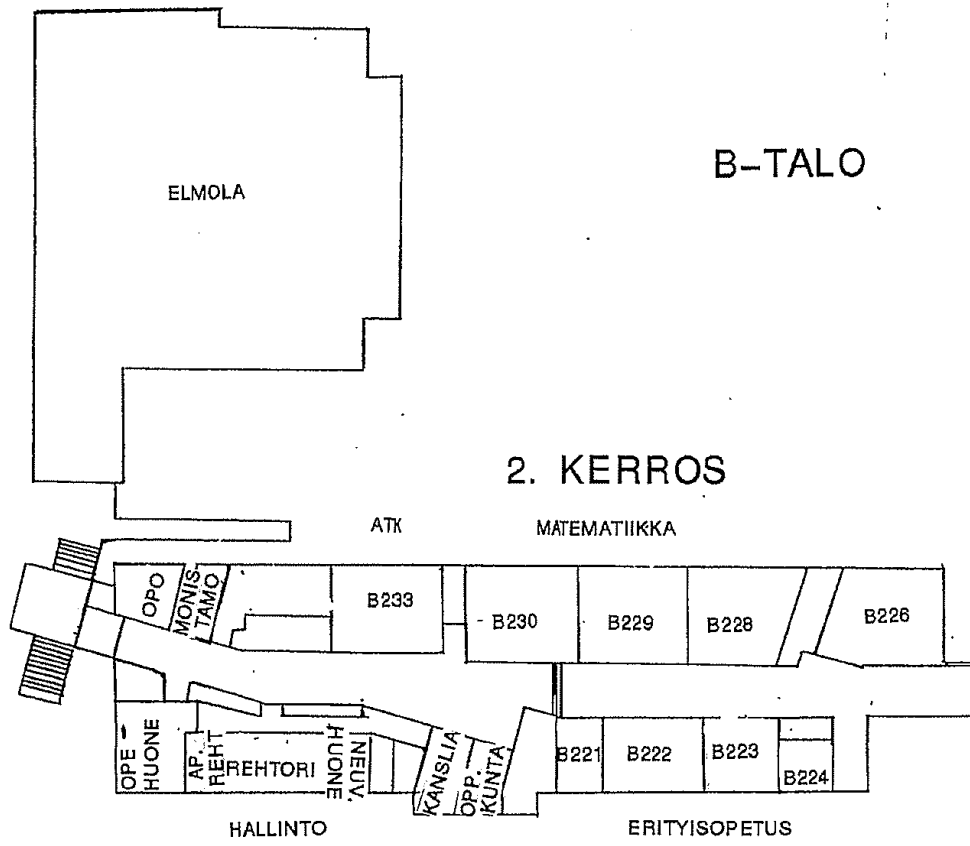 B-TALO
ELMOLA
2. KERROS
ATK
MATEMATIIKKA
OPO
MONIS
TAMO
B233
B230
B229
B228
B226
OPE-
HUONE
AP.
REHT
REHTORI
NEUV.
HUONE
KANSLIA
OPP.
KUNTA
B221
B222
B223
B224
HALLINTO
ERITYISOPETUS